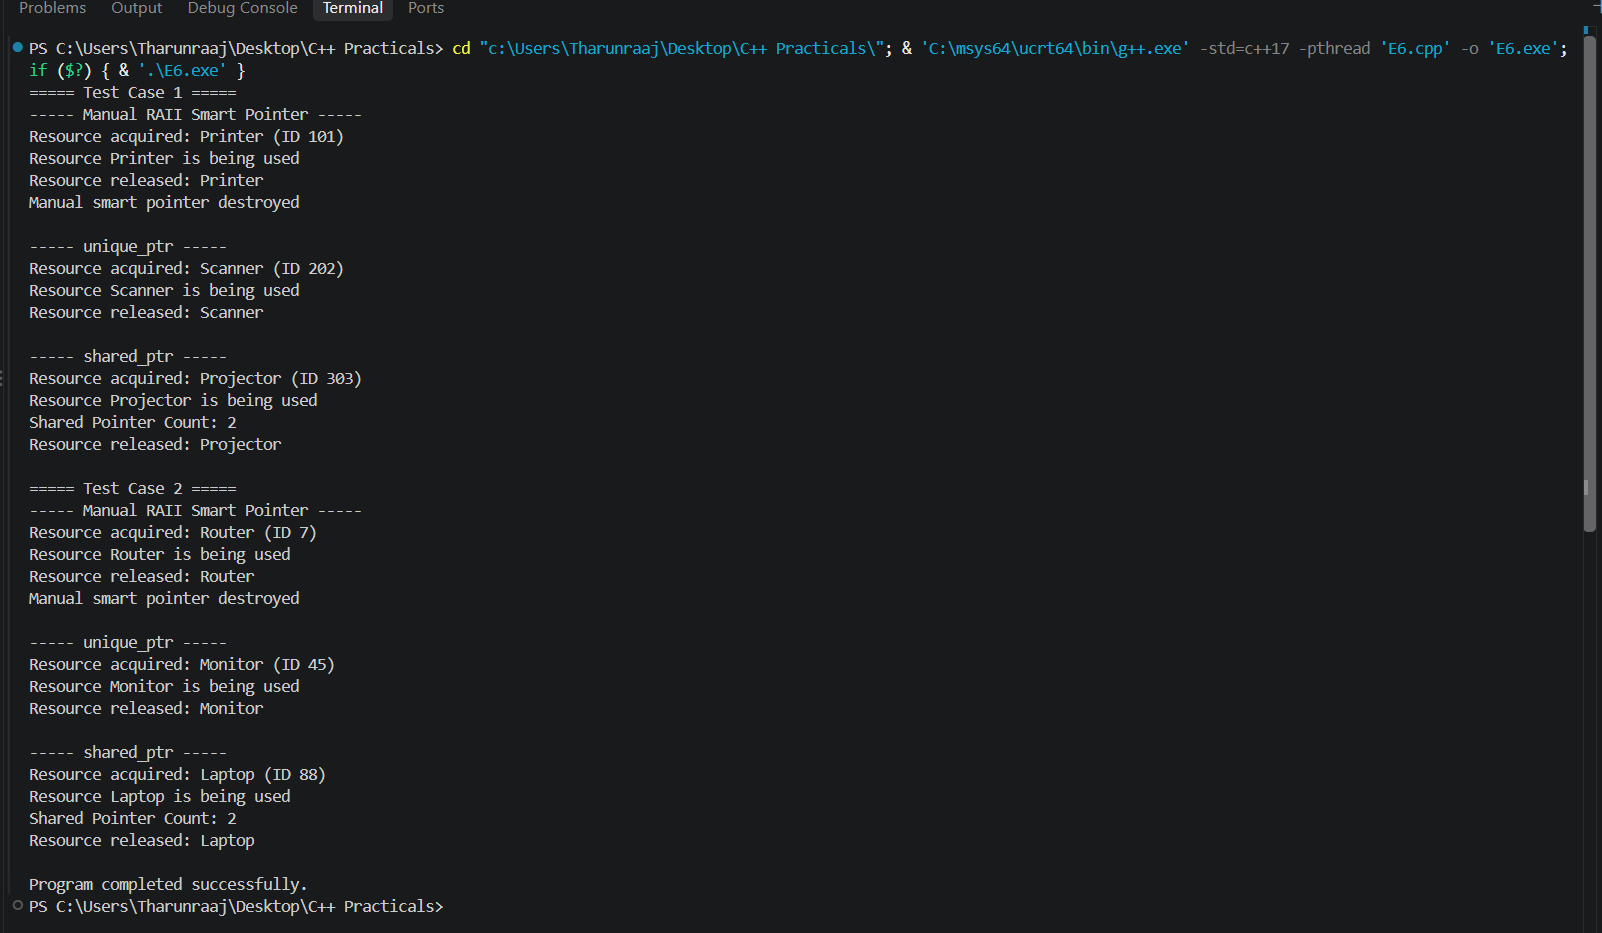 Problems Output Debug Console Terminal Ports
PS C:\Users\Tharunraaj\Desktop\C++ Practicals> cd "c:\Users\Tharunraaj\Desktop\C++ Practicals\"; & 'C:\msys64\ucrt64\bin\g++.exe' -std=c++17 -pthread 'E6.cpp' -o 'E6.exe';
if ($?) { & '.\E6.exe' }
===== Test Case 1 =====
----- Manual RAII Smart Pointer -----
Resource acquired: Printer (ID 101)
Resource Printer is being used
Resource released: Printer
Manual smart pointer destroyed
----- unique_ptr -----
Resource acquired: Scanner (ID 202)
Resource Scanner is being used
Resource released: Scanner
----- shared_ptr -----
Resource acquired: Projector (ID 303)
Resource Projector is being used
Shared Pointer Count: 2
Resource released: Projector
===== Test Case 2 =====
----- Manual RAII Smart Pointer -----
Resource acquired: Router (ID 7)
Resource Router is being used
Resource released: Router
Manual smart pointer destroyed
----- unique_ptr -----
Resource acquired: Monitor (ID 45)
Resource Monitor is being used
Resource released: Monitor
----- shared_ptr -----
Resource acquired: Laptop (ID 88)
Resource Laptop is being used
Shared Pointer Count: 2
Resource released: Laptop
Program completed successfully.
PS C:\Users\Tharunraaj\Desktop\C++ Practicals>